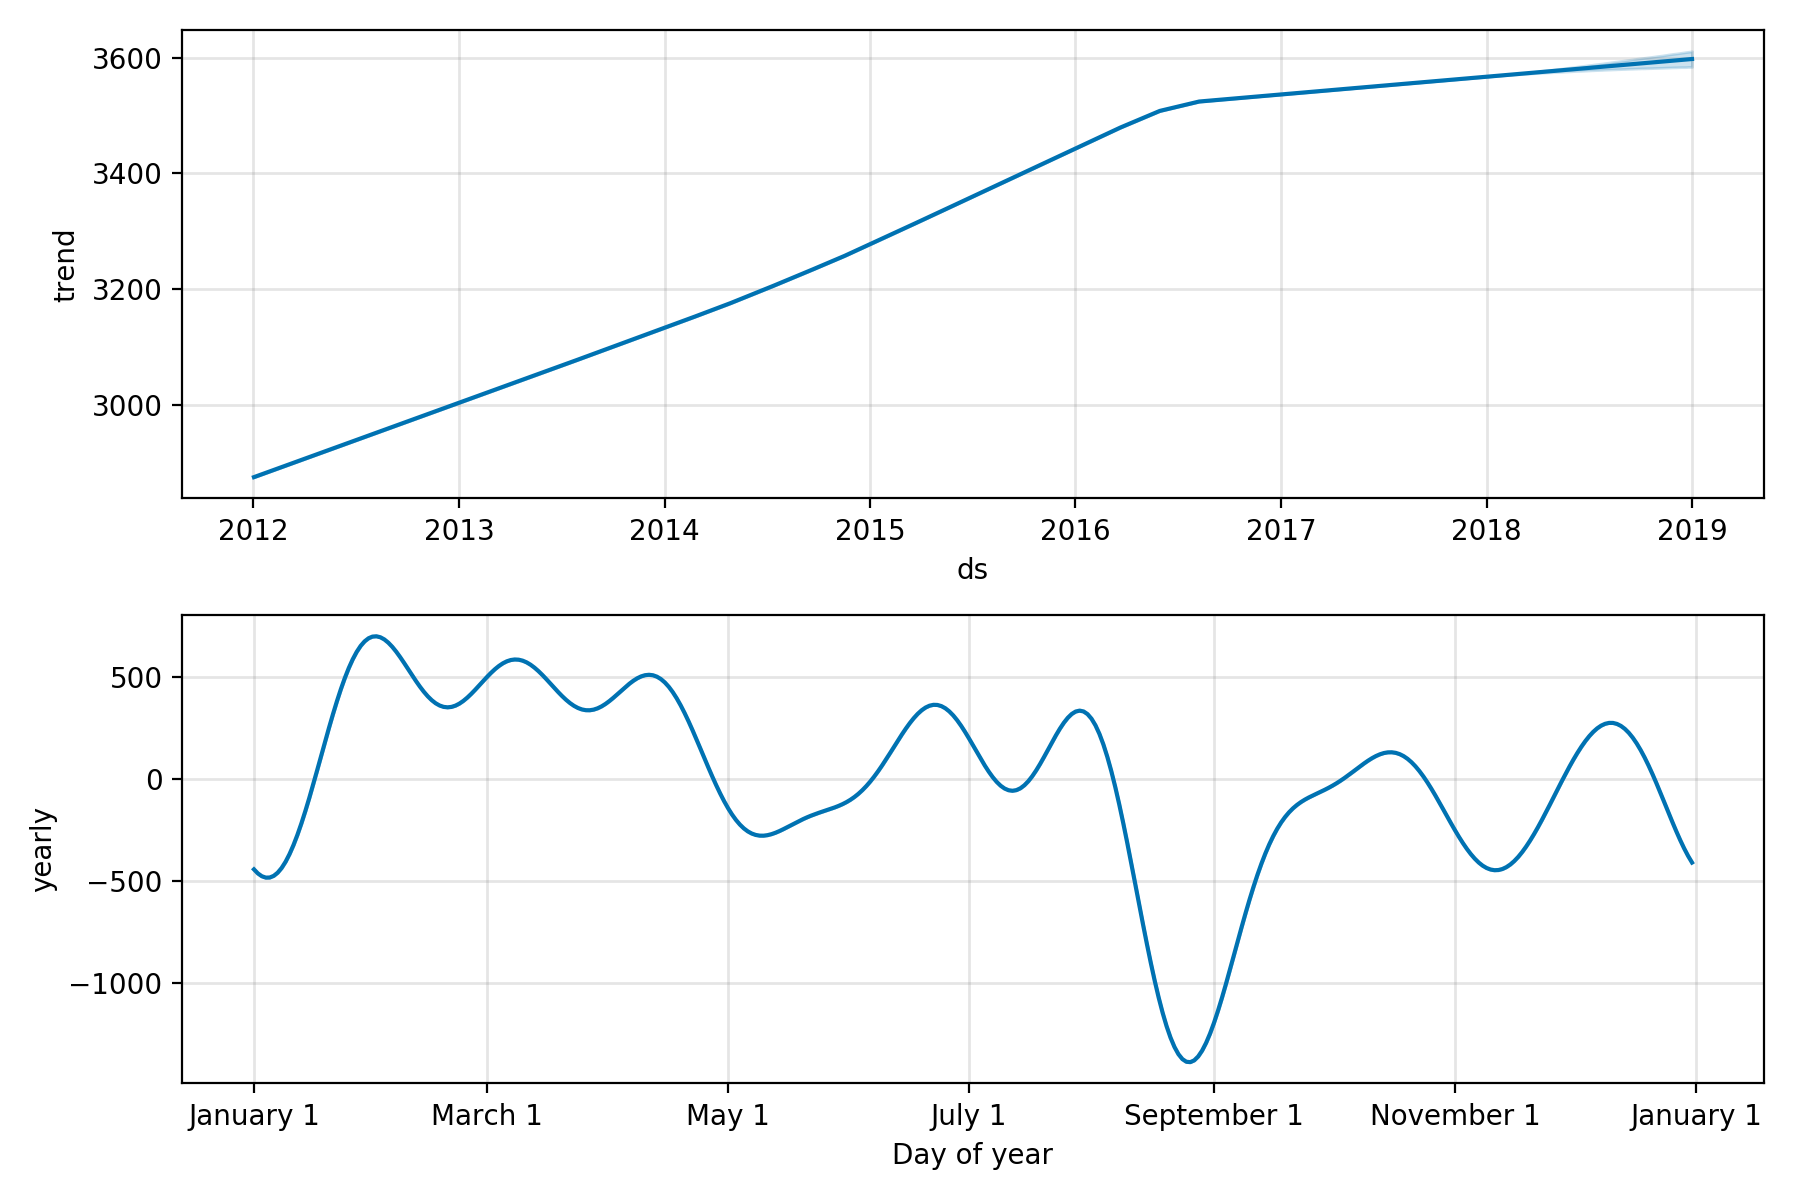 3600
3400
3200
3000
trend
2012 2013 2014 2015 2016 2017 2018 2019
ds
500
0
−500
−1000
yearly
January 1 March 1 May 1 July 1 September 1 November 1 January 1
Day of year